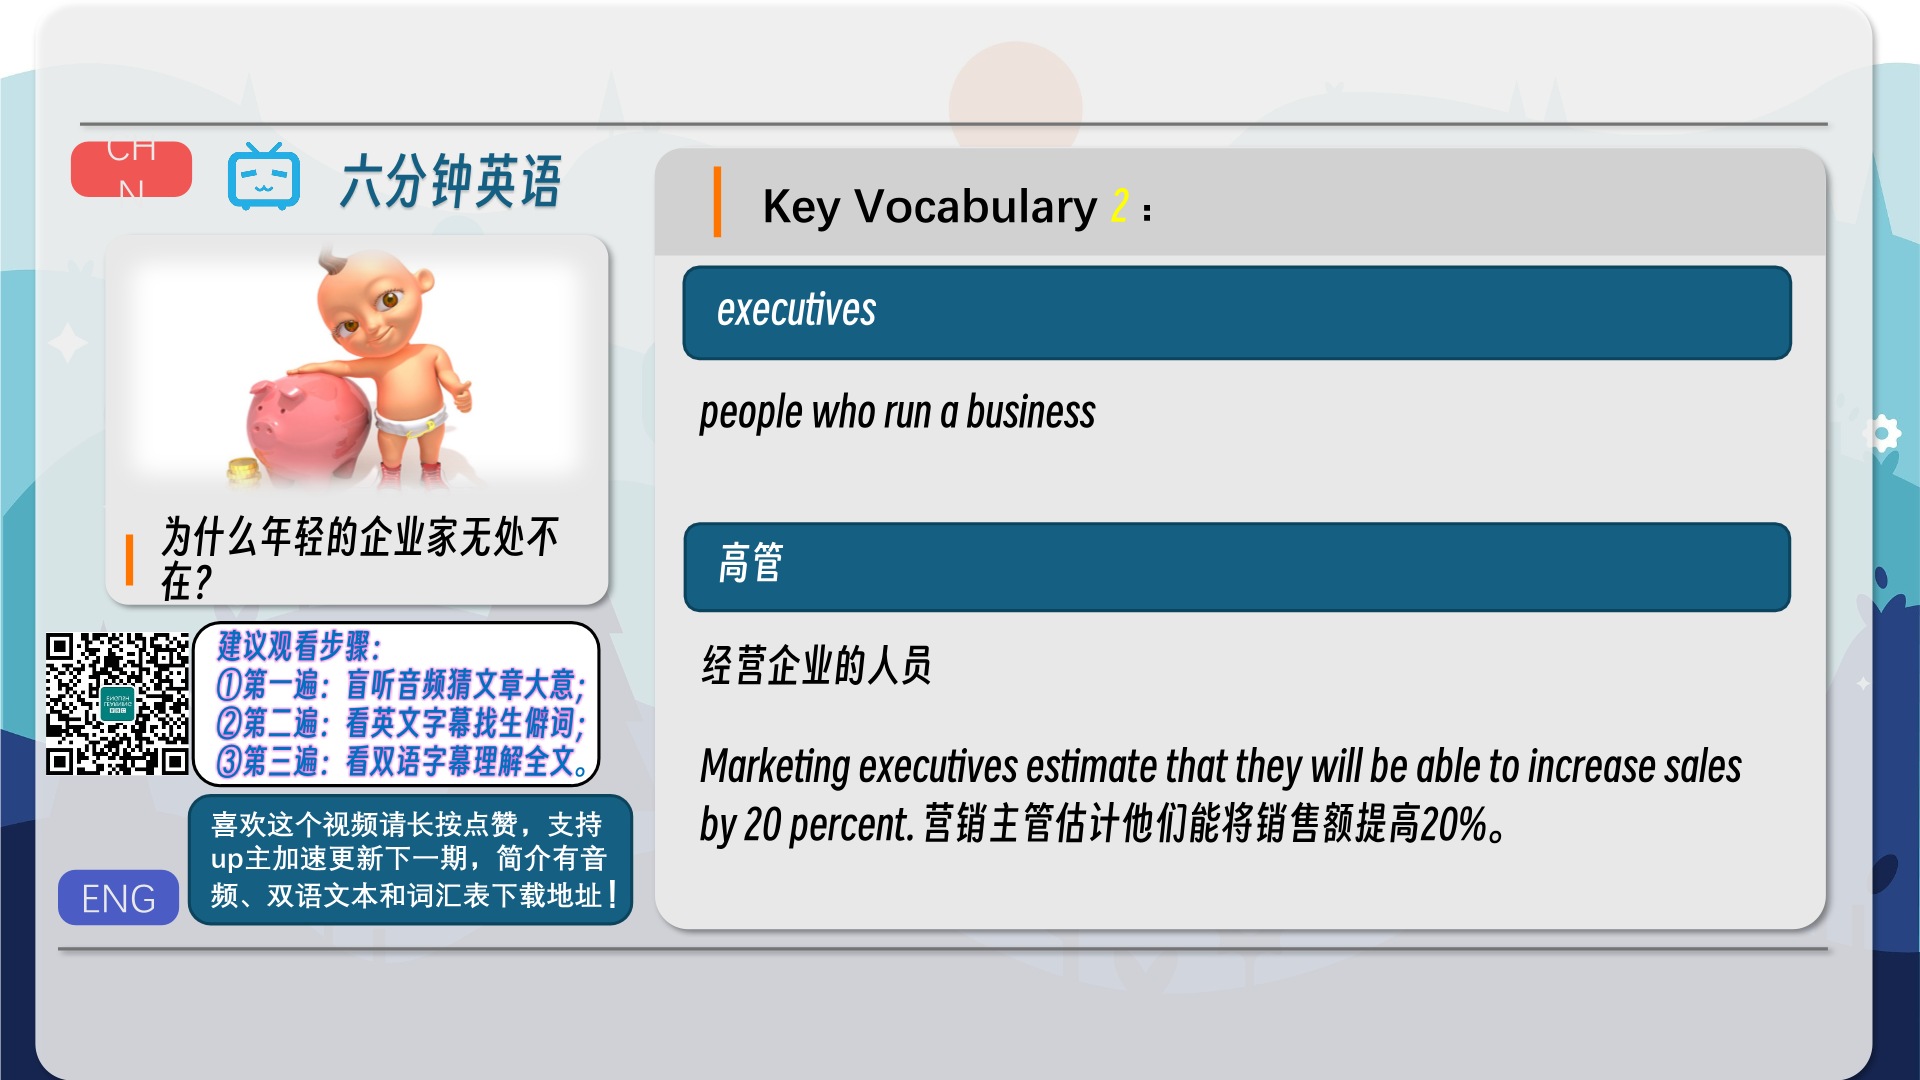 CHN
六分钟英语
为什么年轻的企业家无处不
在?
建议观看步骤:
①第一遍: 盲听音频猜文章大意;
②第二遍: 看英文字幕找生僻词;
③第三遍: 看双语字幕理解全文。
喜欢这个视频请长按点赞，支持
up主加速更新下一期，简介有音
频、双语文本和词汇表下载地址！
ENG
Key Vocabulary 2：
executives
people who run a business
高管
经营企业的人员
Marketing executives estimate that they will be able to increase sales
by 20 percent. 营销主管估计他们能将销售额提高20%。